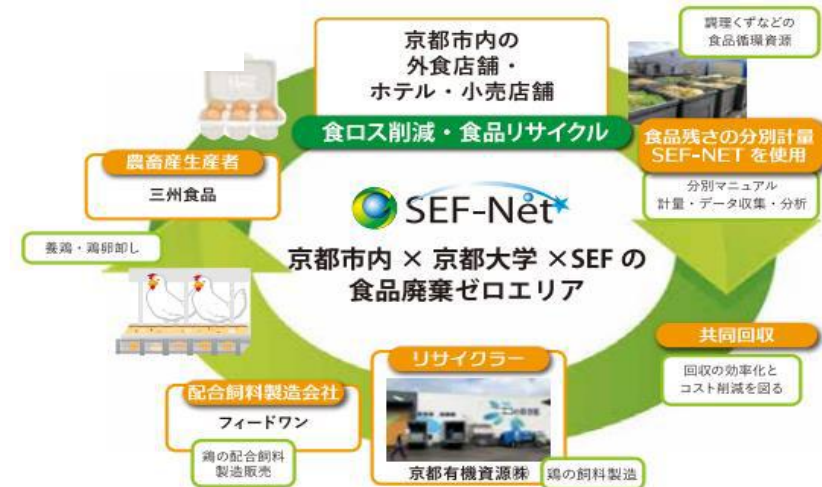 京都市内の
外食店舗・
ホテル・小売店舗
食ロス削減・食品リサイクル
調理くずなどの
食品循環資源
食品残さの分別計量
SEF-NETを使用
分別マニュアル
計量・データ収集・分析
共同回収
回収の効率化と
コスト削減を図る
リサイクラー
京都有機資源㈱
鶏の飼料製造
配合飼料製造会社
フィードワン
鶏の配合飼料
製造販売
養鶏・鶏卵卸し
農畜産生産者
三州食品
SEF-Net
京都市内 × 京都大学 ×SEF の
食品廃棄ゼロエリア